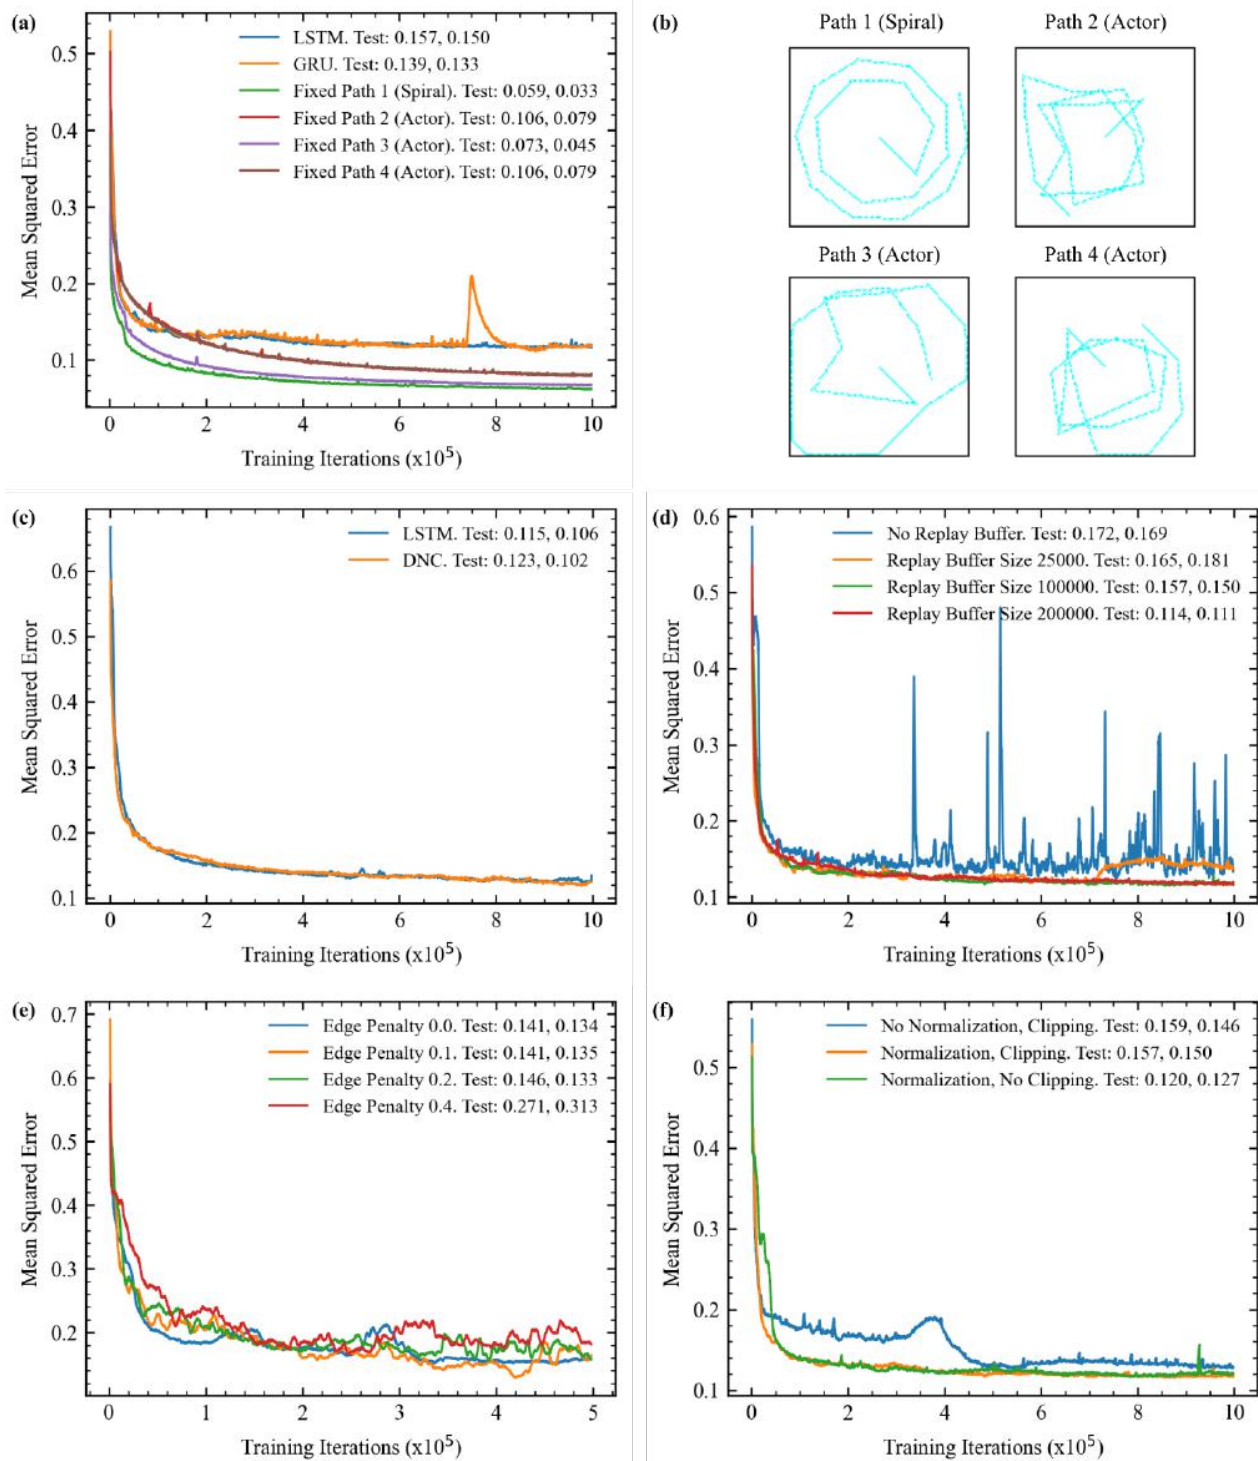 (a)
LSTM. Test: 0.157, 0.150
GRU. Test: 0.139, 0.133
Fixed Path 1 (Spiral). Test: 0.059, 0.033
Fixed Path 2 (Actor). Test: 0.106, 0.079
Fixed Path 3 (Actor). Test: 0.073, 0.045
Fixed Path 4 (Actor). Test: 0.106, 0.079
Mean Squared Error
0.5
0.4
0.3
0.2
0.1
0 2 4 6 8 10
Training Iterations (x10⁵)
(b)
Path 1 (Spiral)
Path 2 (Actor)
Path 3 (Actor)
Path 4 (Actor)
(c)
LSTM. Test: 0.115, 0.106
DNC. Test: 0.123, 0.102
Mean Squared Error
0.6
0.5
0.4
0.3
0.2
0.1
0 2 4 6 8 10
Training Iterations (x10⁵)
(d)
No Replay Buffer. Test: 0.172, 0.169
Replay Buffer Size 25000. Test: 0.165, 0.181
Replay Buffer Size 100000. Test: 0.157, 0.150
Replay Buffer Size 200000. Test: 0.114, 0.111
Mean Squared Error
0.6
0.5
0.4
0.3
0.2
0.1
0 2 4 6 8 10
Training Iterations (x10⁵)
(e)
Edge Penalty 0.0. Test: 0.141, 0.134
Edge Penalty 0.1. Test: 0.141, 0.135
Edge Penalty 0.2. Test: 0.146, 0.133
Edge Penalty 0.4. Test: 0.271, 0.313
Mean Squared Error
0.7
0.6
0.5
0.4
0.3
0.2
0 1 2 3 4 5
Training Iterations (x10⁵)
(f)
No Normalization, Clipping. Test: 0.159, 0.146
Normalization, Clipping. Test: 0.157, 0.150
Normalization, No Clipping. Test: 0.120, 0.127
Mean Squared Error
0.5
0.4
0.3
0.2
0.1
0 2 4 6 8 10
Training Iterations (x10⁵)